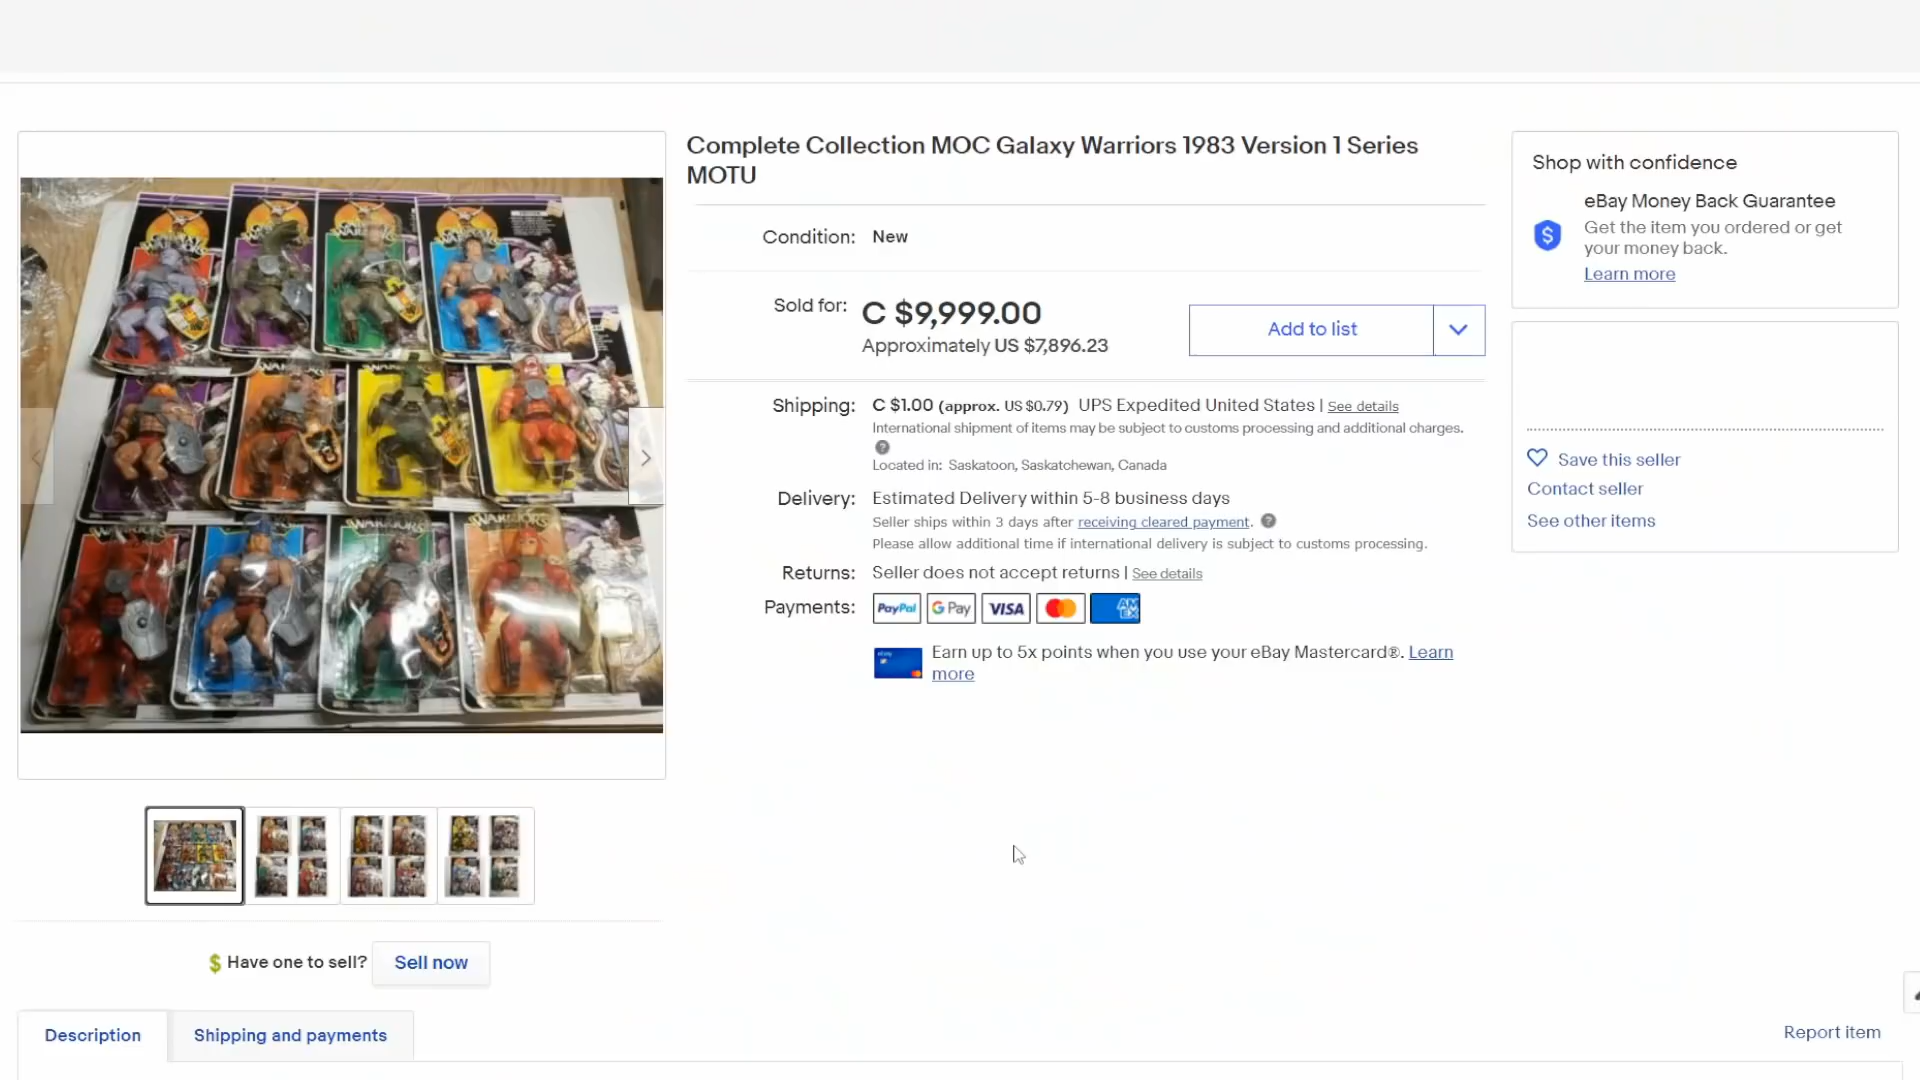 Complete Collection MOC Galaxy Warriors 1983 Version 1 Series
MOTU
Condition: New
Sold for: C $9,999.00
Approximately US $7,896.23
Add to list
Shipping: C $1.00 (approx. US $0.79) UPS Expedited United States | See details
International shipment of items may be subject to customs processing and additional charges.
?
Located in: Saskatoon, Saskatchewan, Canada
Delivery: Estimated Delivery within 5-8 business days
Seller ships within 3 days after receiving cleared payment. ?
Please allow additional time if international delivery is subject to customs processing.
Returns: Seller does not accept returns | See details
Payments: PayPal G Pay VISA AMEX
Earn up to 5x points when you use your eBay Mastercard®. Learn
more
Shop with confidence
eBay Money Back Guarantee
$ Get the item you ordered or get
your money back.
Learn more
Save this seller
Contact seller
See other items
WARRIORS
WARRIORS
WARRIORS
$ Have one to sell? Sell now
Description
Shipping and payments
Report item